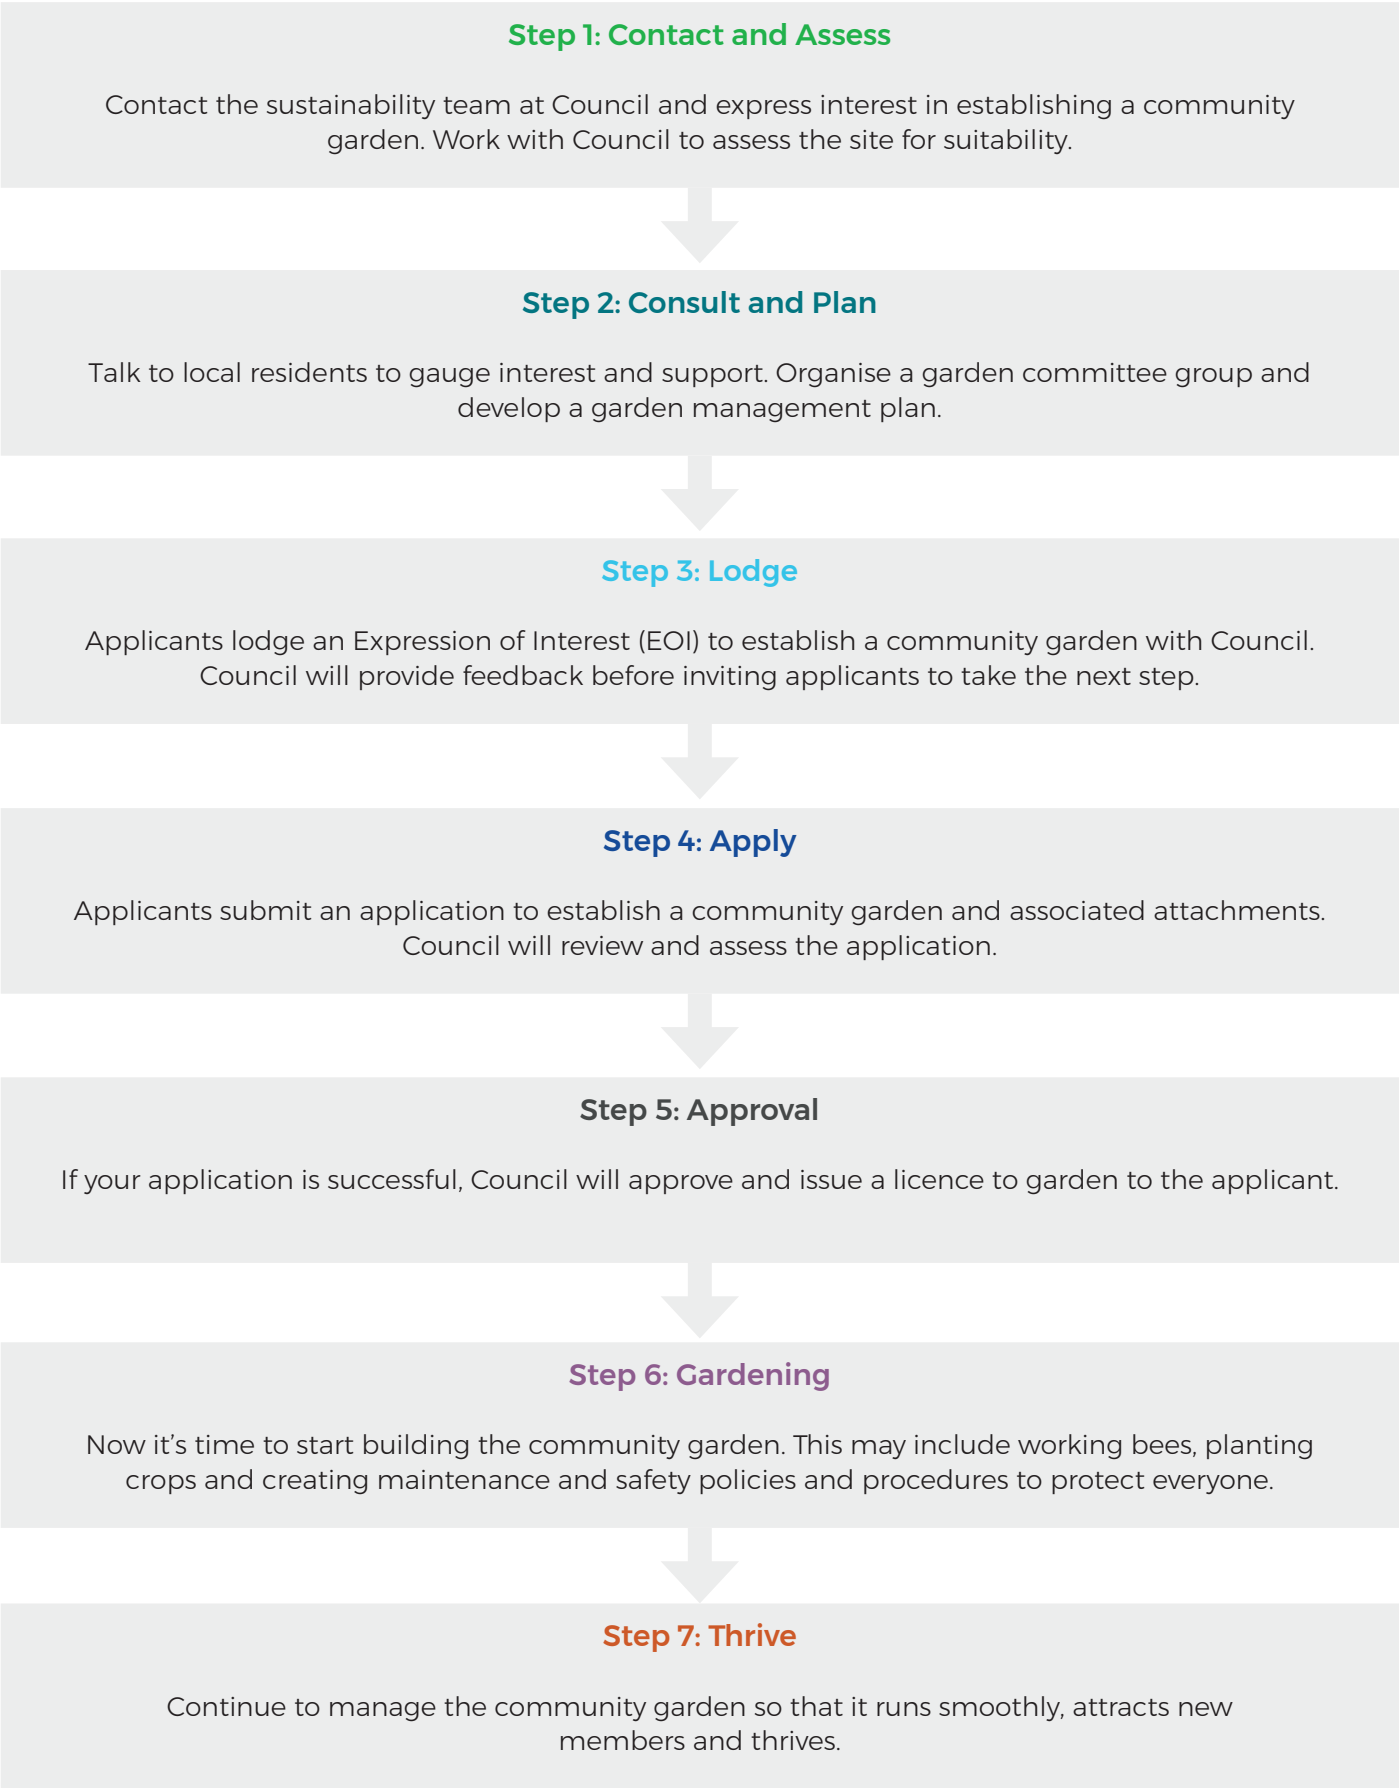 Step 1: Contact and Assess
Contact the sustainability team at Council and express interest in establishing a community
garden. Work with Council to assess the site for suitability.
Step 2: Consult and Plan
Talk to local residents to gauge interest and support. Organise a garden committee group and
develop a garden management plan.
Step 3: Lodge
Applicants lodge an Expression of Interest (EOI) to establish a community garden with Council.
Council will provide feedback before inviting applicants to take the next step.
Step 4: Apply
Applicants submit an application to establish a community garden and associated attachments.
Council will review and assess the application.
Step 5: Approval
If your application is successful, Council will approve and issue a licence to garden to the applicant.
Step 6: Gardening
Now it’s time to start building the community garden. This may include working bees, planting
crops and creating maintenance and safety policies and procedures to protect everyone.
Step 7: Thrive
Continue to manage the community garden so that it runs smoothly, attracts new
members and thrives.